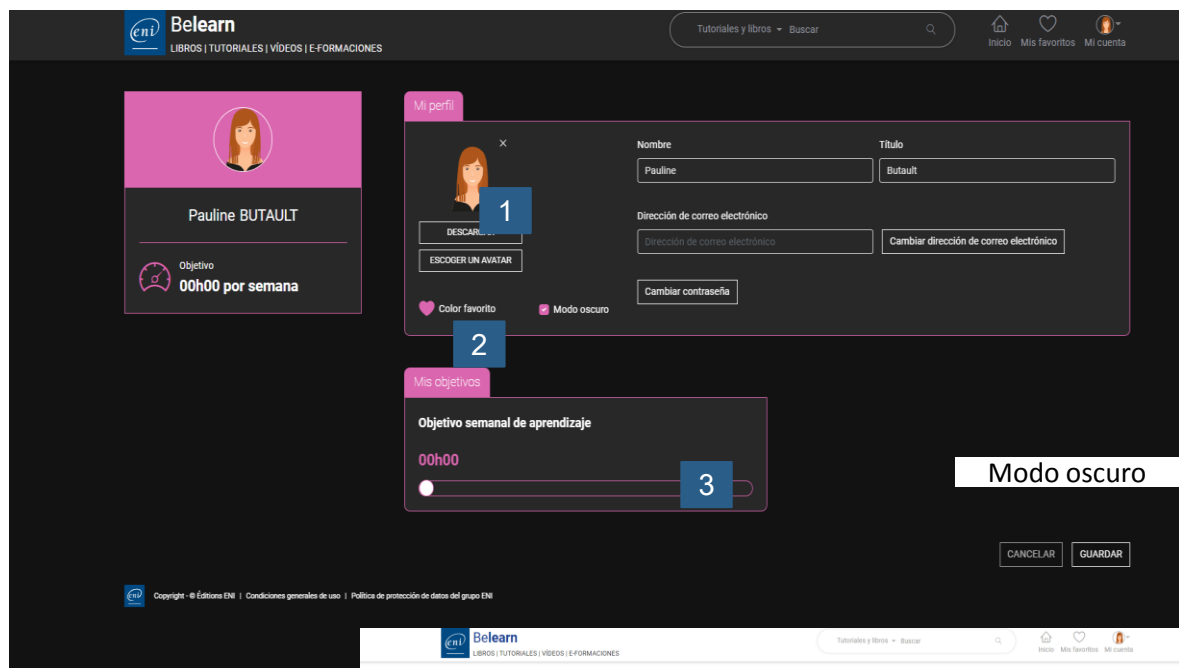 eni
Belearn
LIBROS | TUTORIALES | VÍDEOS | E-FORMACIONES
Tutoriales y libros Buscar
Inicio Mis favoritos Mi cuenta
Pauline BUTAULT
Objetivo
00h00 por semana
Mi perfil
Nombre
Título
Pauline
Butault
1
DESCAR
ESCOGER UN AVATAR
Dirección de correo electrónico
Dirección de correo electrónico
Cambiar dirección de correo electrónico
Cambiar contraseña
Color favorito
Modo oscuro
2
Mis objetivos
Objetivo semanal de aprendizaje
00h00
3
Modo oscuro
CANCELAR
GUARDAR
eni
Copyright - © Éditions ENI | Condiciones generales de uso | Política de protección de datos del grupo ENI
eni
Belearn
LIBROS | TUTORIALES | VÍDEOS | E-FORMACIONES
Tutoriales y libros Buscar
Inicio Mis favoritos Mi cuenta